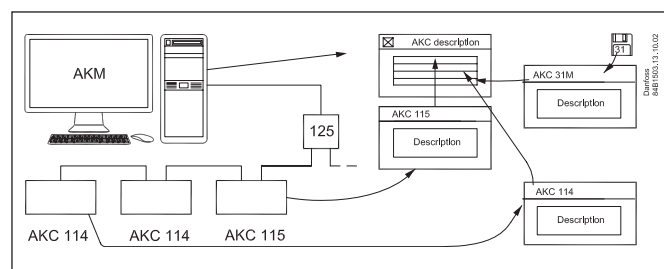 AKM
125
AKC 114
AKC 114
AKC 115
AKC description
AKC 115
Description
31
AKC 31M
Description
AKC 114
Description
Danfoss
84B1503.13.10.02